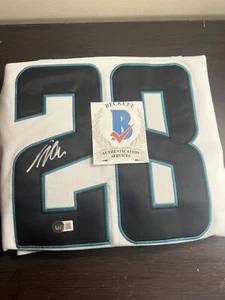 28
BECKETT
B
AUTHENTICATION
SERVICES